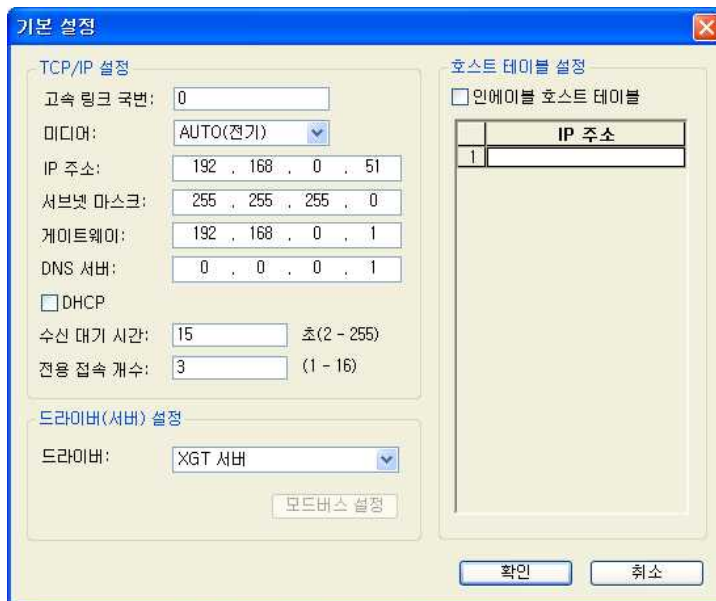 기본 설정
TCP/IP 설정
고속 링크 국번: 0
미디어: AUTO(전기)
IP 주소: 192 . 168 . 0 . 51
서브넷 마스크: 255 . 255 . 255 . 0
게이트웨이: 192 . 168 . 0 . 1
DNS 서버: 0 . 0 . 0 . 1
DHCP
수신 대기 시간: 15 초(2 - 255)
전용 접속 개수: 3 (1 - 16)
드라이버(서버) 설정
드라이버: XGT 서버
모드버스 설정
호스트 테이블 설정
인에이블 호스트 테이블
IP 주소
1
확인 취소